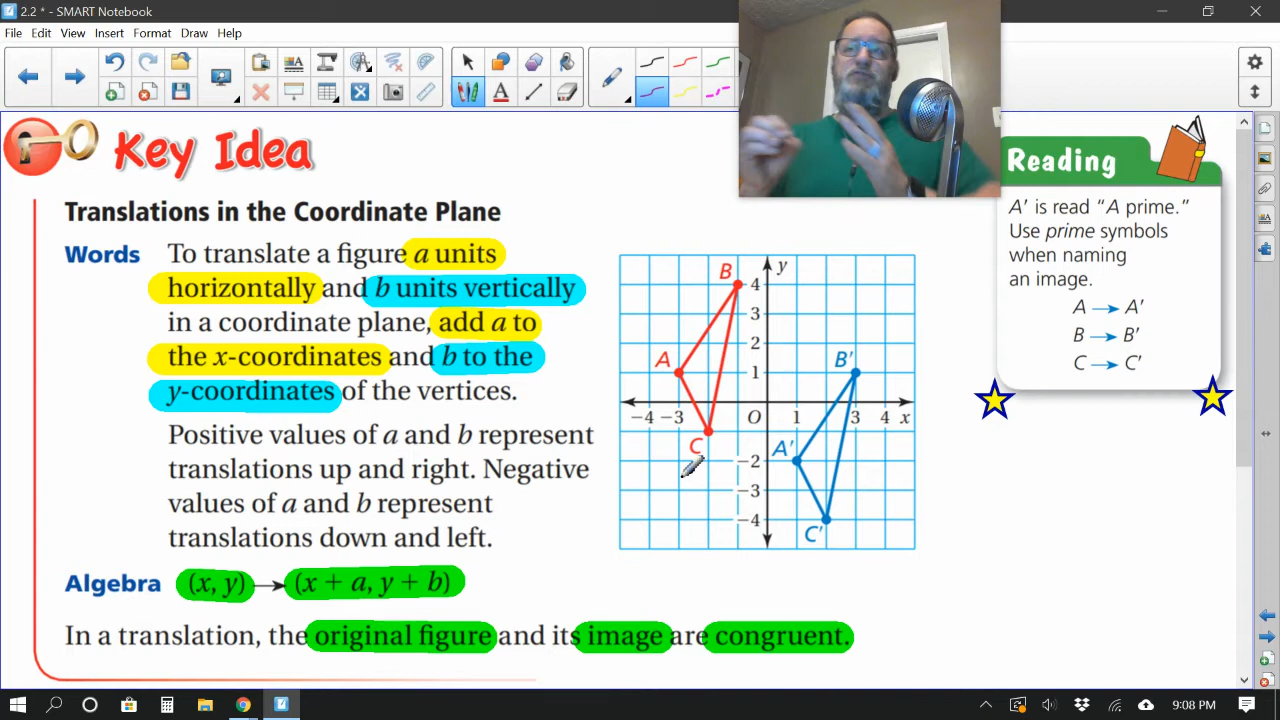 2.2 * - SMART Notebook
File Edit View Insert Format Draw Help
Key Idea
Translations in the Coordinate Plane
Words To translate a figure a units
horizontally and b units vertically
in a coordinate plane, add a to
the x-coordinates and b to the
y-coordinates of the vertices.
Positive values of a and b represent
translations up and right. Negative
values of a and b represent
translations down and left.
Algebra (x, y) → (x + a, y + b)
In a translation, the original figure and its image are congruent.
B 4 y
3
2
A 1 B'
−4 −3 O 1 3 4 x
C A'
−2
−3
−4
C'
Reading
A' is read “A prime.”
Use prime symbols
when naming
an image.
A → A'
B → B'
C → C'
9:08 PM